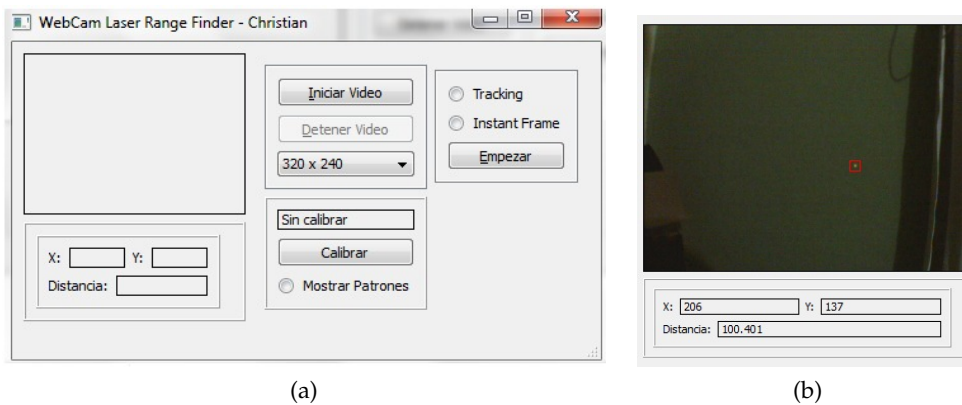 WebCam Laser Range Finder - Christian
Iniciar Video
Detener Video
320 x 240
Tracking
Instant Frame
Empezar
Sin calibrar
Calibrar
Mostrar Patrones
X: Y:
Distancia:
X: 206 Y: 137
Distancia: 100.401
(a)
(b)